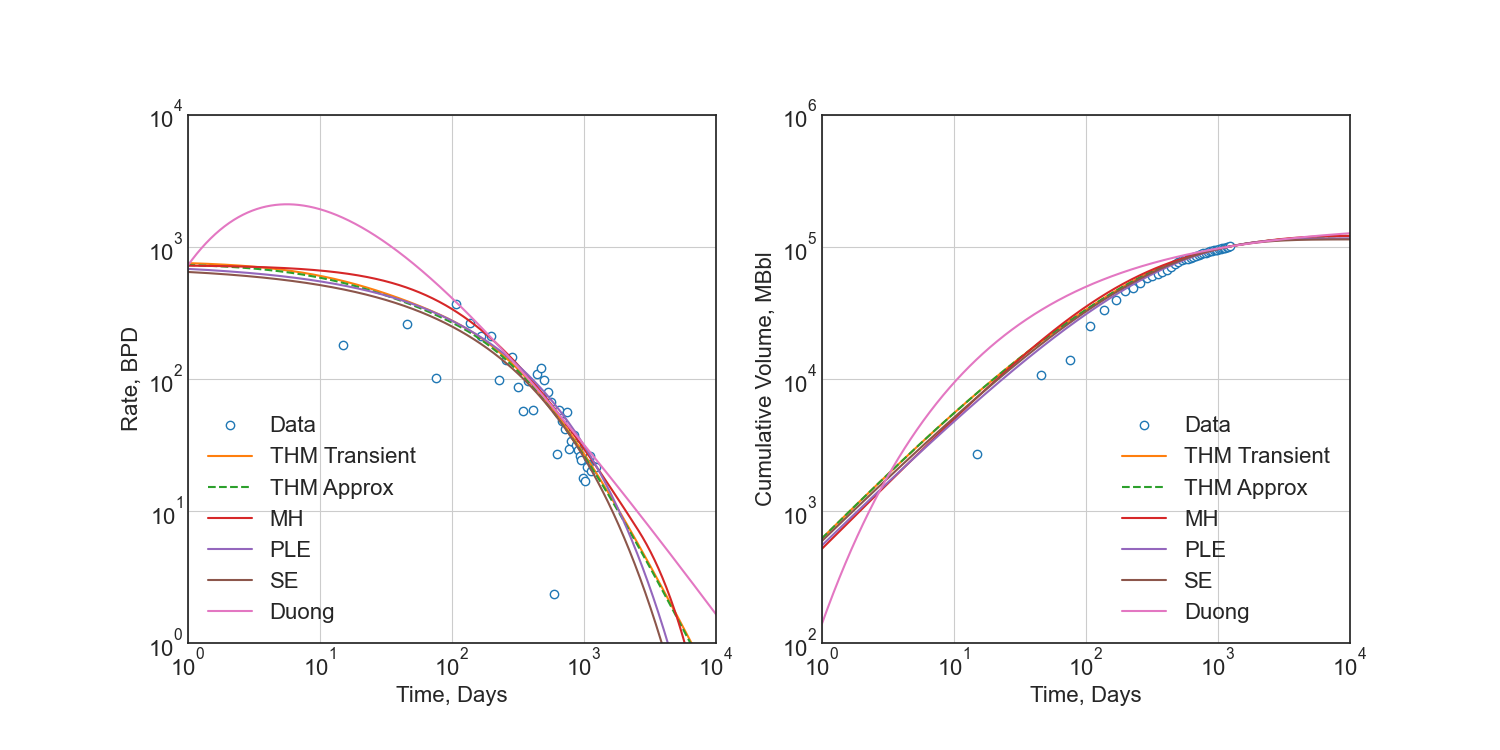 10^4
10^3
10^2
10^1
10^0
Rate, BPD
Data
THM Transient
THM Approx
MH
PLE
SE
Duong
10^0 10^1 10^2 10^3 10^4
Time, Days
10^6
10^5
10^4
10^3
10^2
Cumulative Volume, MBbl
Data
THM Transient
THM Approx
MH
PLE
SE
Duong
10^0 10^1 10^2 10^3 10^4
Time, Days